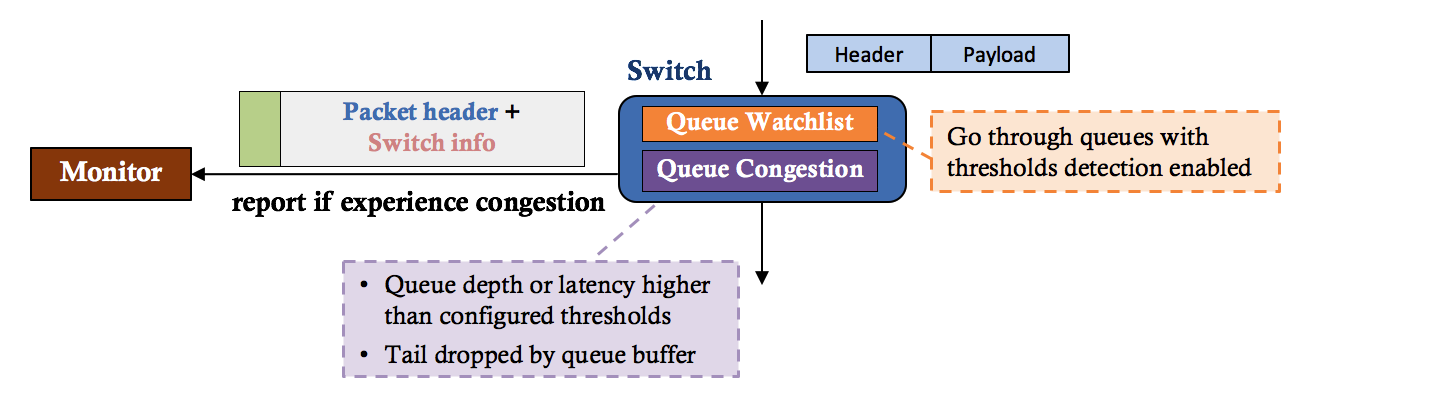 Header
Payload
Switch
Packet header +
Switch info
Queue Watchlist
Go through queues with
thresholds detection enabled
Monitor
Queue Congestion
report if experience congestion
• Queue depth or latency higher
than configured thresholds
• Tail dropped by queue buffer